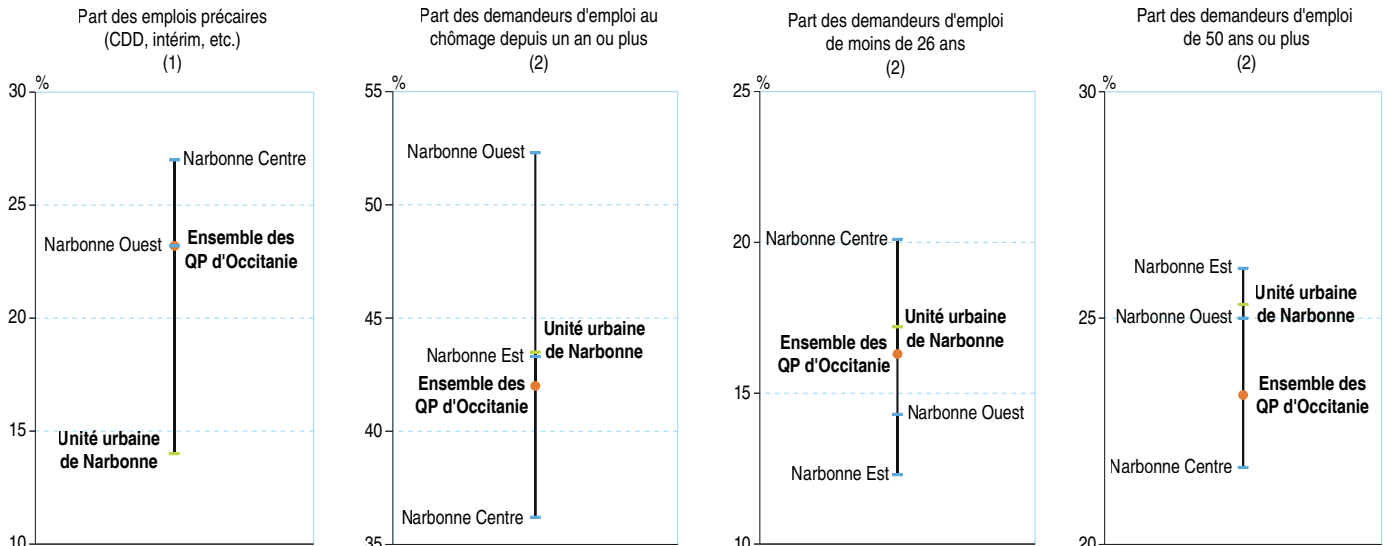 Part des emplois précaires
(CDD, intérim, etc.)
(1)
%
30
25
20
15
10
Narbonne Centre
Narbonne Ouest
Ensemble des
QP d'Occitanie
Unité urbaine
de Narbonne
Part des demandeurs d'emploi au
chômage depuis un an ou plus
(2)
%
55
50
45
40
35
Narbonne Ouest
Unité urbaine
de Narbonne
Narbonne Est
Ensemble des
QP d'Occitanie
Narbonne Centre
Part des demandeurs d'emploi
de moins de 26 ans
(2)
%
25
20
15
10
Narbonne Centre
Unité urbaine
de Narbonne
Ensemble des
QP d'Occitanie
Narbonne Ouest
Narbonne Est
Part des demandeurs d'emploi
de 50 ans ou plus
(2)
%
30
25
20
Narbonne Est
Unité urbaine
de Narbonne
Narbonne Ouest
Ensemble des
QP d'Occitanie
Narbonne Centre